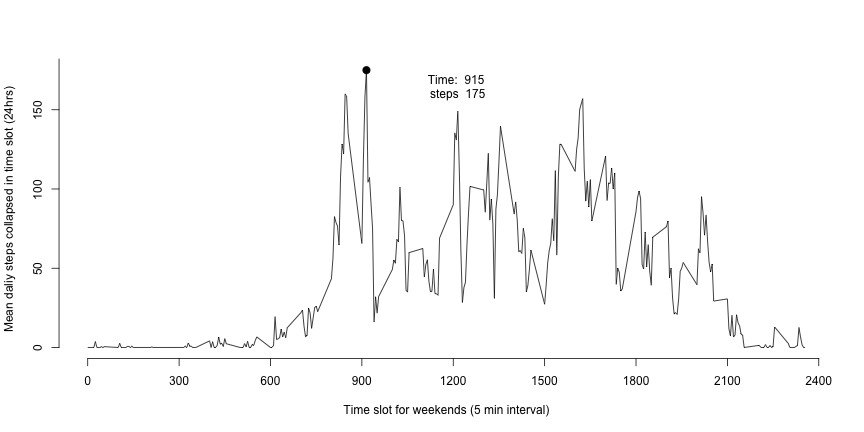 Time: 915
steps 175
150
100
50
0
Mean daily steps collapsed in time slot (24hrs)
0 300 600 900 1200 1500 1800 2100 2400
Time slot for weekends (5 min interval)